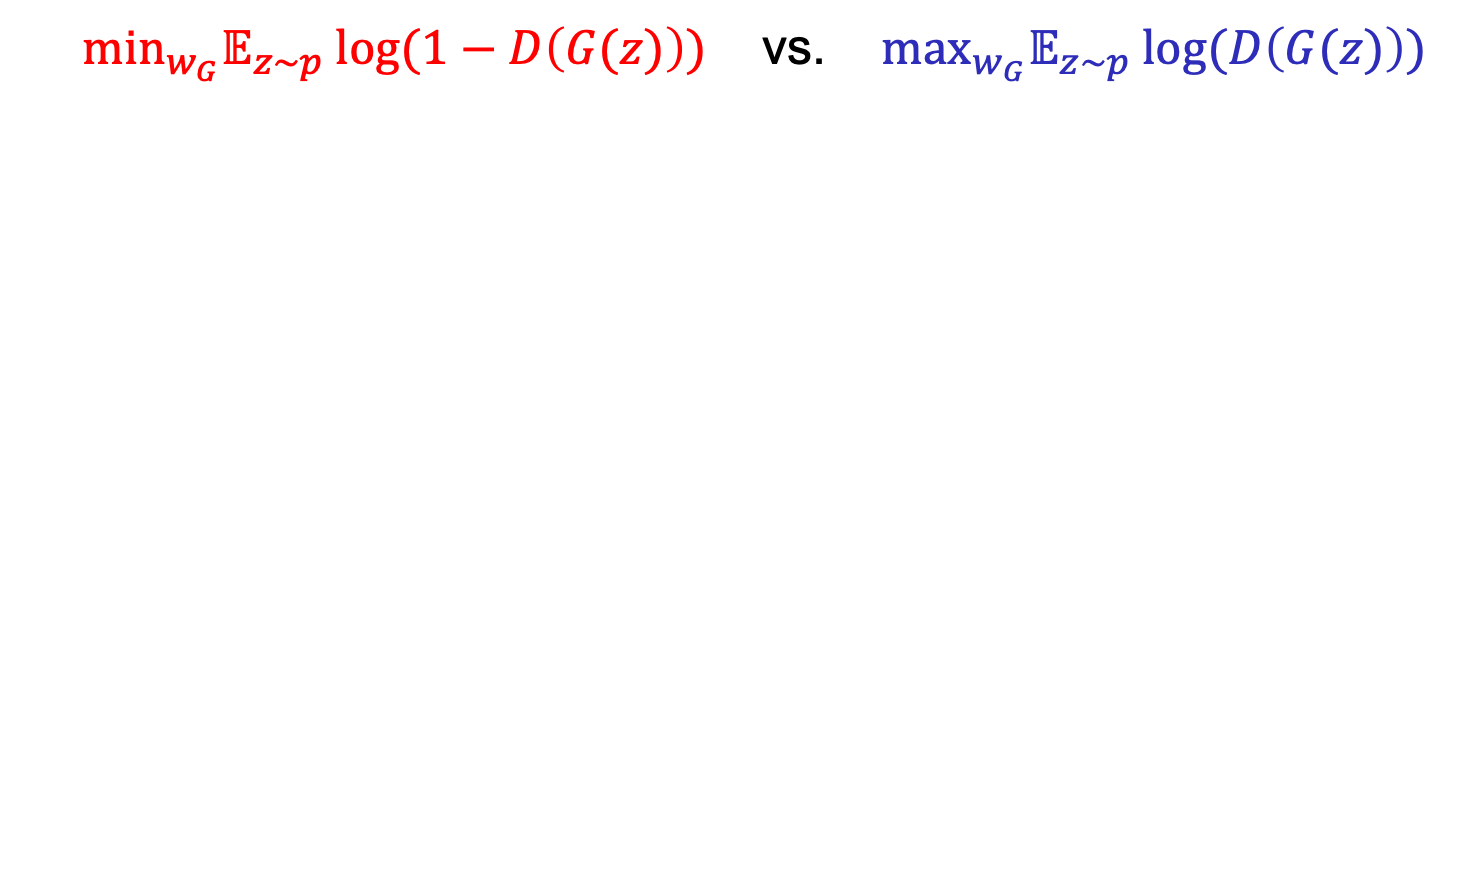 min_{w_G} 𝔼_{z~p} log(1 − D(G(z))) vs. max_{w_G} 𝔼_{z~p} log(D(G(z)))